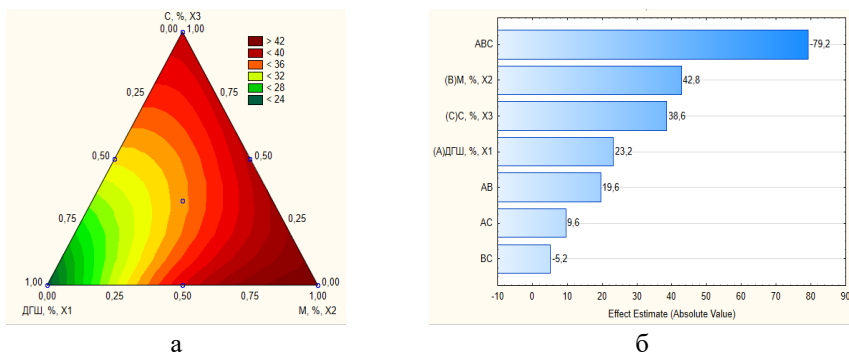 C, %, X3
0,00 1,00
> 42
< 40
< 36
< 32
< 28
< 24
0,25 0,75
0,50 0,50
0,75 0,25
1,00 0,00
0,00 0,25 0,50 0,75 1,00
ДГШ, %, X1 М, %, X2
а
ABC -79,2
(B)М, %, X2 42,8
(C)C, %, X3 38,6
(A)ДГШ, %, X1 23,2
AB 19,6
AC 9,6
BC -5,2
-10 0 10 20 30 40 50 60 70 80 90
Effect Estimate (Absolute Value)
б